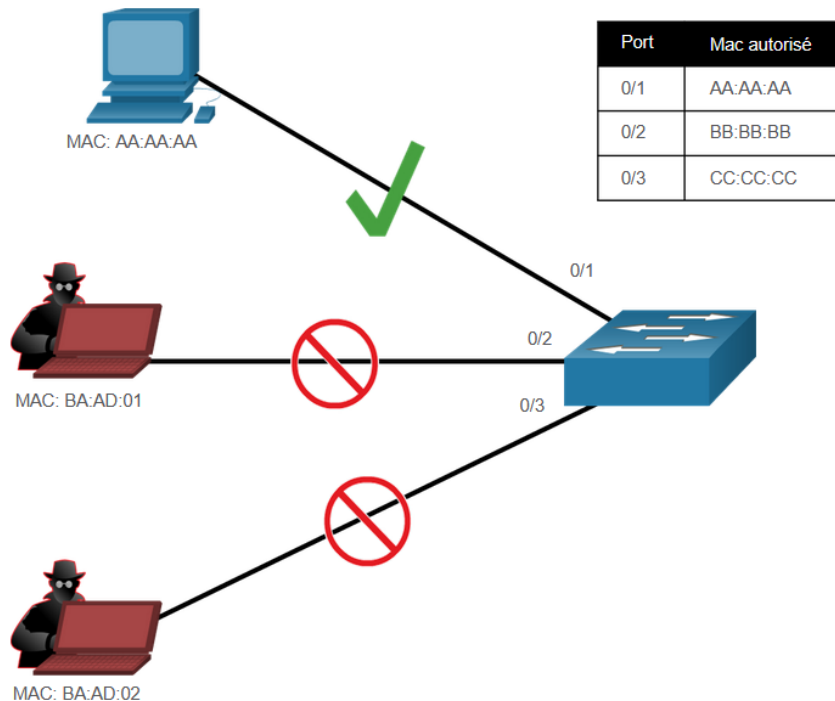 Port Mac autorisé
0/1 AA:AA:AA
0/2 BB:BB:BB
0/3 CC:CC:CC
MAC: AA:AA:AA
0/1
0/2
MAC: BA:AD:01
0/3
MAC: BA:AD:02